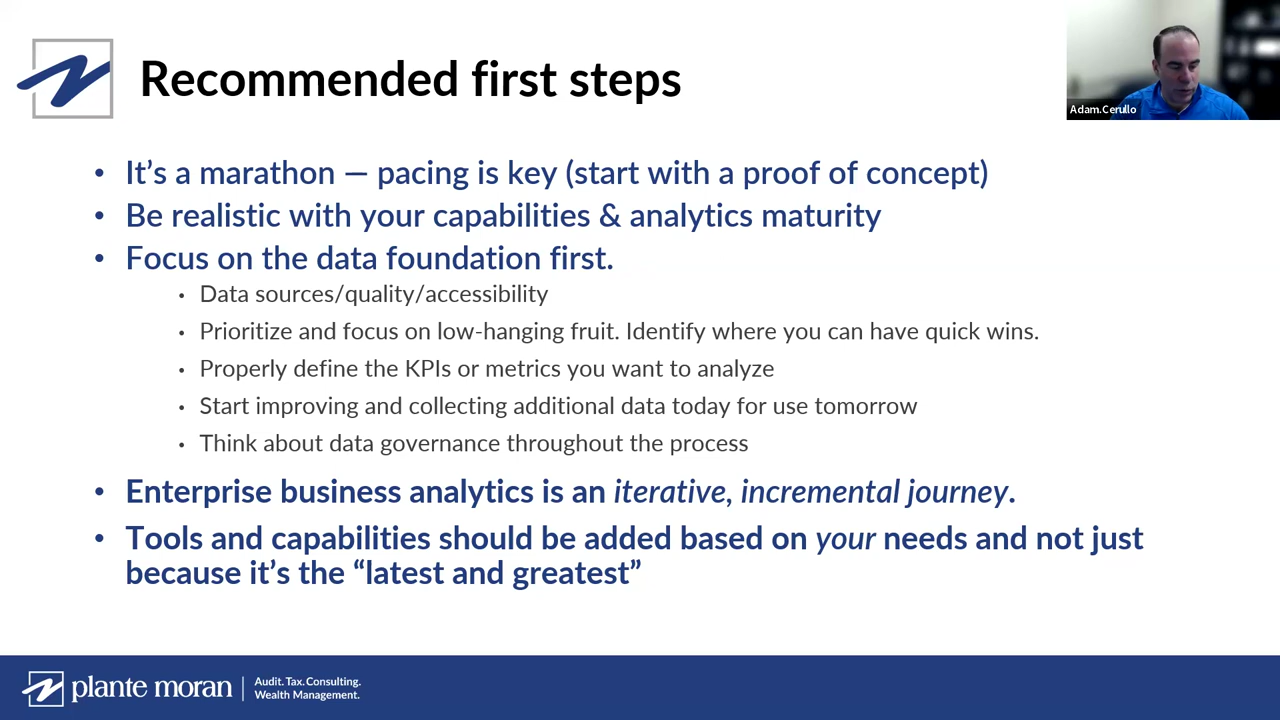 Recommended first steps
Adam.Cerullo
• It's a marathon — pacing is key (start with a proof of concept)
• Be realistic with your capabilities & analytics maturity
• Focus on the data foundation first.
• Data sources/quality/accessibility
• Prioritize and focus on low-hanging fruit. Identify where you can have quick wins.
• Properly define the KPIs or metrics you want to analyze
• Start improving and collecting additional data today for use tomorrow
• Think about data governance throughout the process
• Enterprise business analytics is an iterative, incremental journey.
• Tools and capabilities should be added based on your needs and not just
because it's the “latest and greatest”
plante moran
Audit. Tax. Consulting.
Wealth Management.